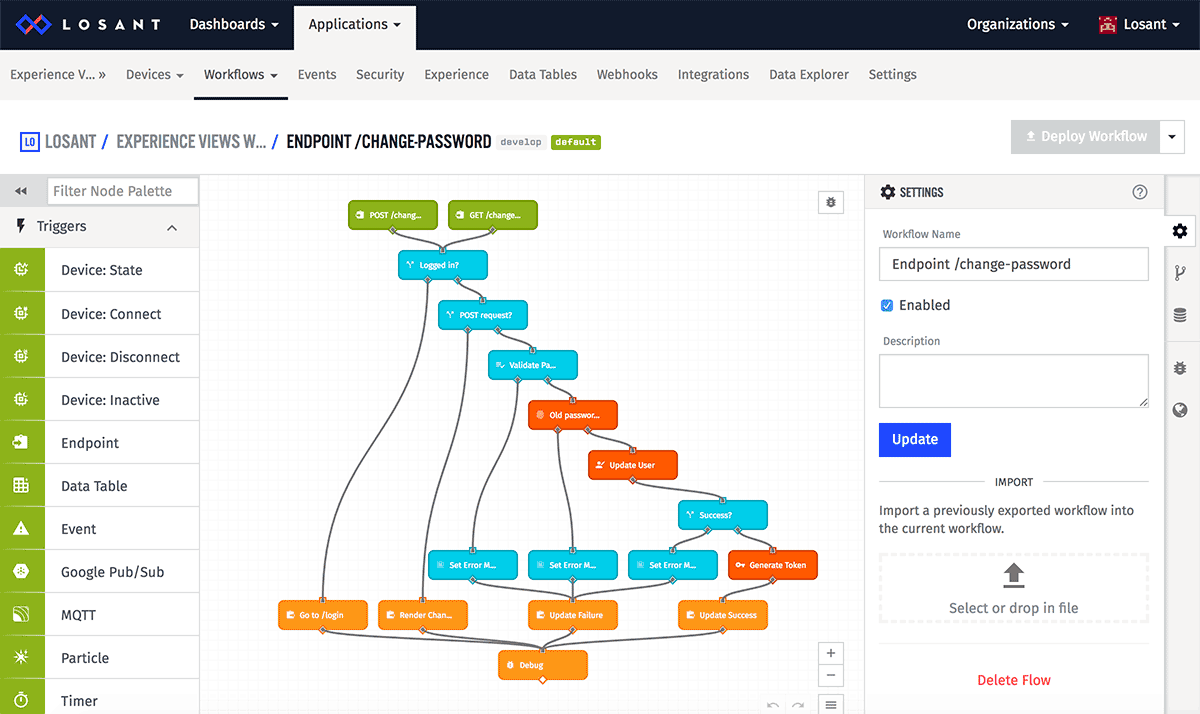 LOSANT Dashboards Applications Organizations Losant
Experience V... » Devices Workflows Events Security Experience Data Tables Webhooks Integrations Data Explorer Settings
LO LOSANT / EXPERIENCE VIEWS W... / ENDPOINT /CHANGE-PASSWORD develop default
Deploy Workflow
Filter Node Palette
Triggers
Device: State
Device: Connect
Device: Disconnect
Device: Inactive
Endpoint
Data Table
Event
Google Pub/Sub
MQTT
Particle
Timer
POST /chang... GET /change...
Logged in?
POST request?
Validate Pa...
Old passwor...
Update User
Success?
Set Error M... Set Error M... Set Error M... Generate Token
Go to /login Render Chan... Update Failure Update Success
Debug
SETTINGS
Workflow Name
Endpoint /change-password
Enabled
Description
Update
IMPORT
Import a previously exported workflow into
the current workflow.
Select or drop in file
Delete Flow